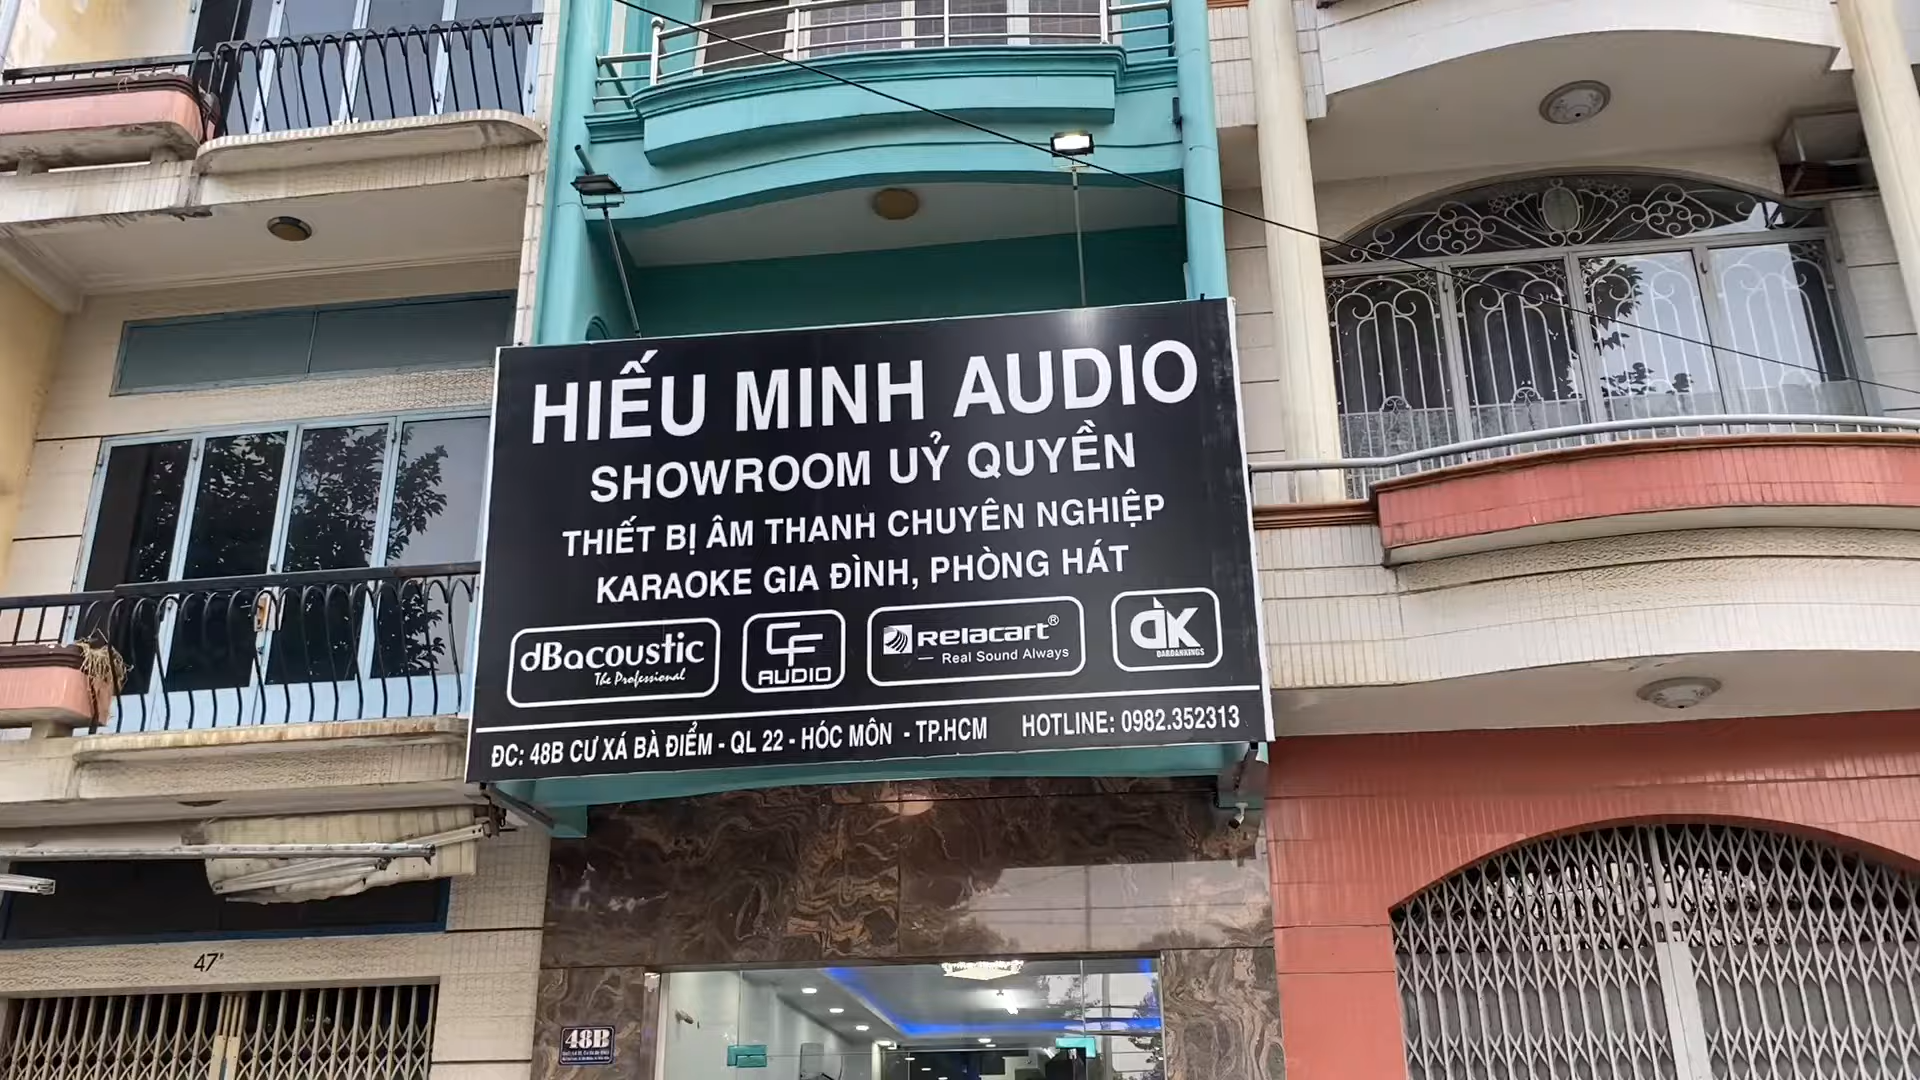 HIẾU MINH AUDIO
SHOWROOM UỶ QUYỀN
THIẾT BỊ ÂM THANH CHUYÊN NGHIỆP
KARAOKE GIA ĐÌNH, PHÒNG HÁT
dBacoustic
The Professional
CF
AUDIO
Relacart®
Real Sound Always
dK
DARDANKINGS
ĐC: 48B CƯ XÁ BÀ ĐIỂM - QL 22 - HÓC MÔN - TP.HCM HOTLINE: 0982.352313
47
48B